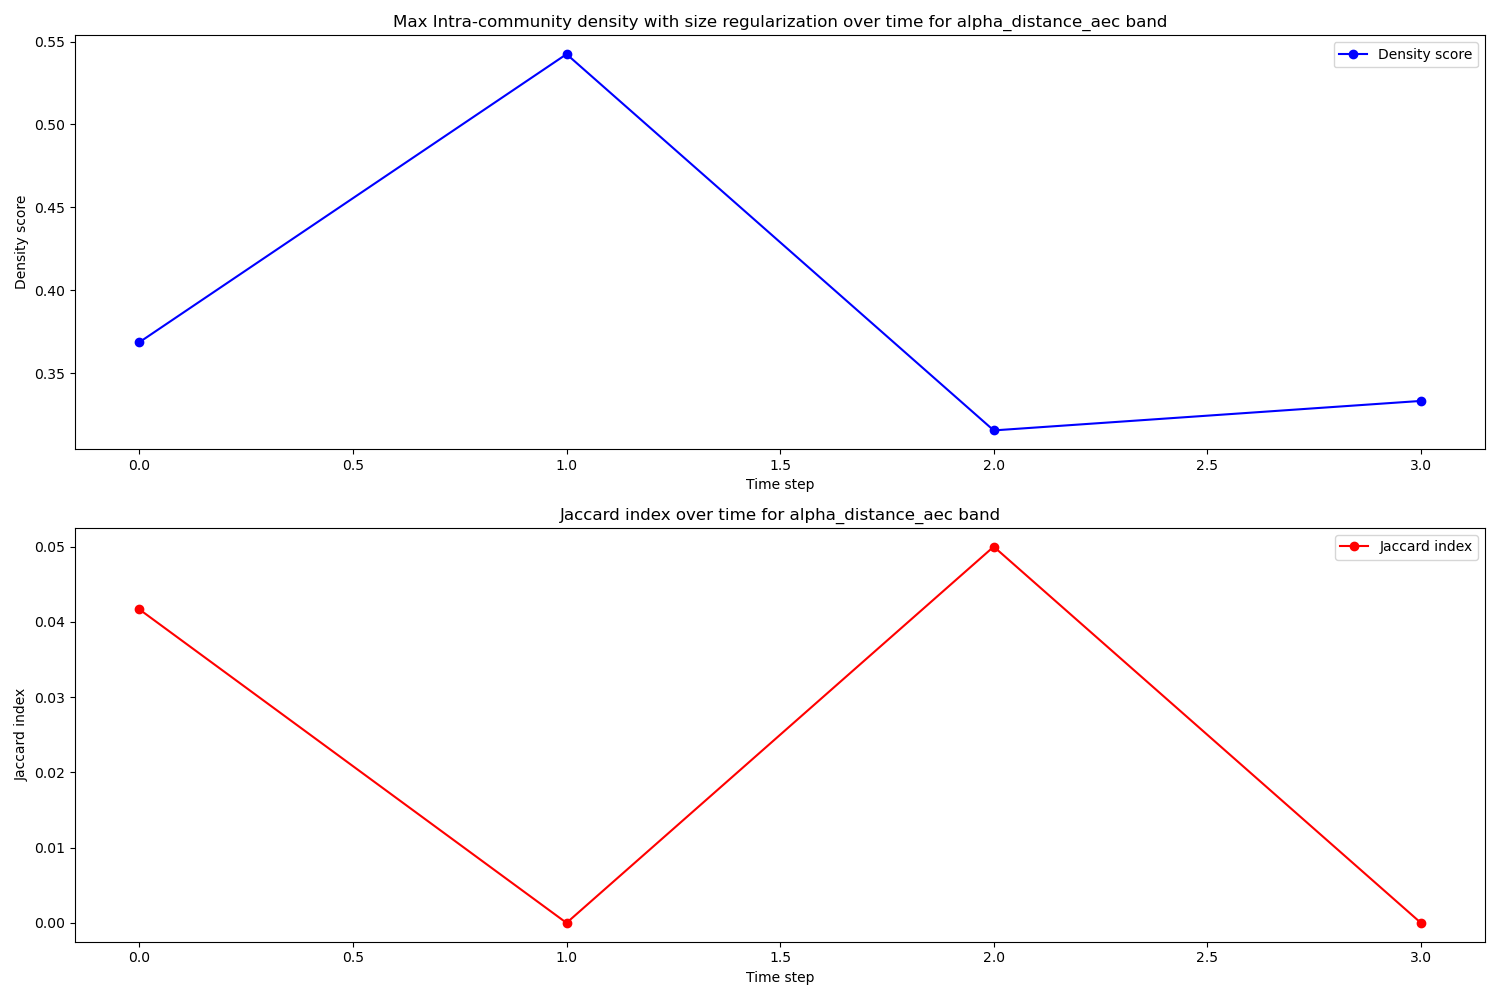 Max Intra-community density with size regularization over time for alpha_distance_aec band
Density score
0.55
0.50
0.45
0.40
0.35
Density score
0.0 0.5 1.0 1.5 2.0 2.5 3.0
Time step
Jaccard index over time for alpha_distance_aec band
Jaccard index
0.05
0.04
0.03
0.02
0.01
0.00
Jaccard index
0.0 0.5 1.0 1.5 2.0 2.5 3.0
Time step